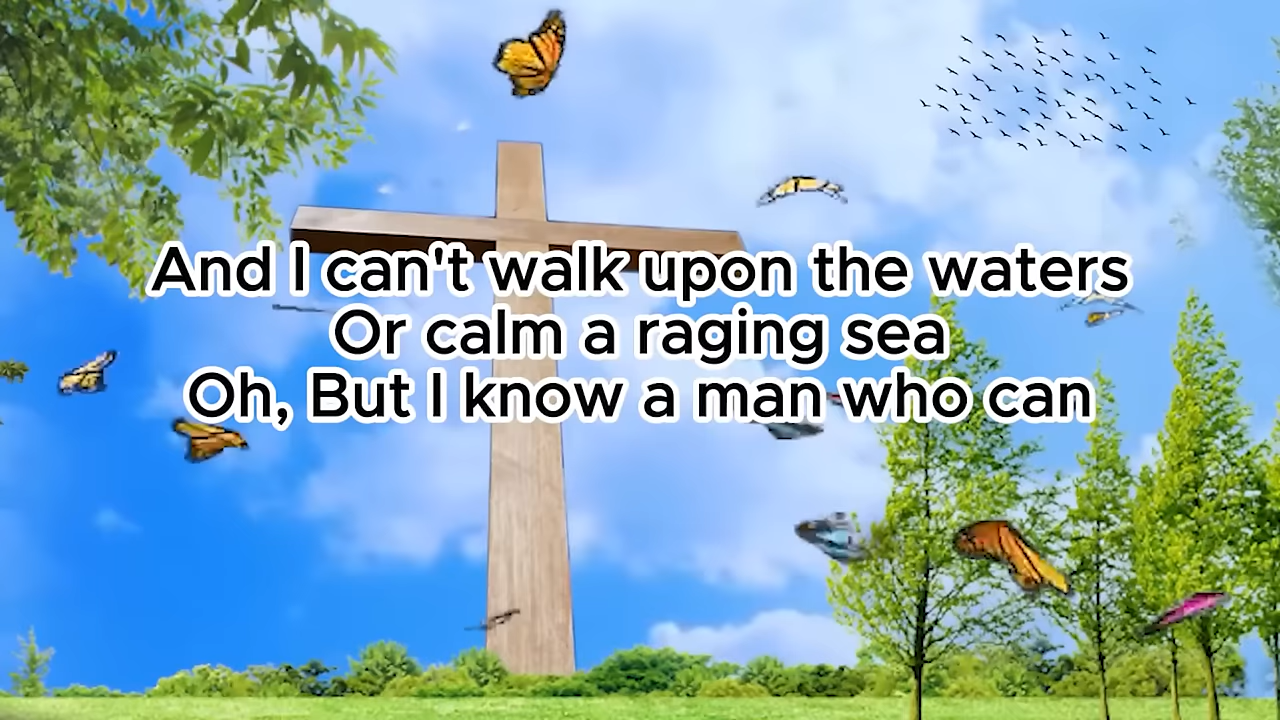 And I can't walk upon the waters
Or calm a raging sea
Oh, But I know a man who can